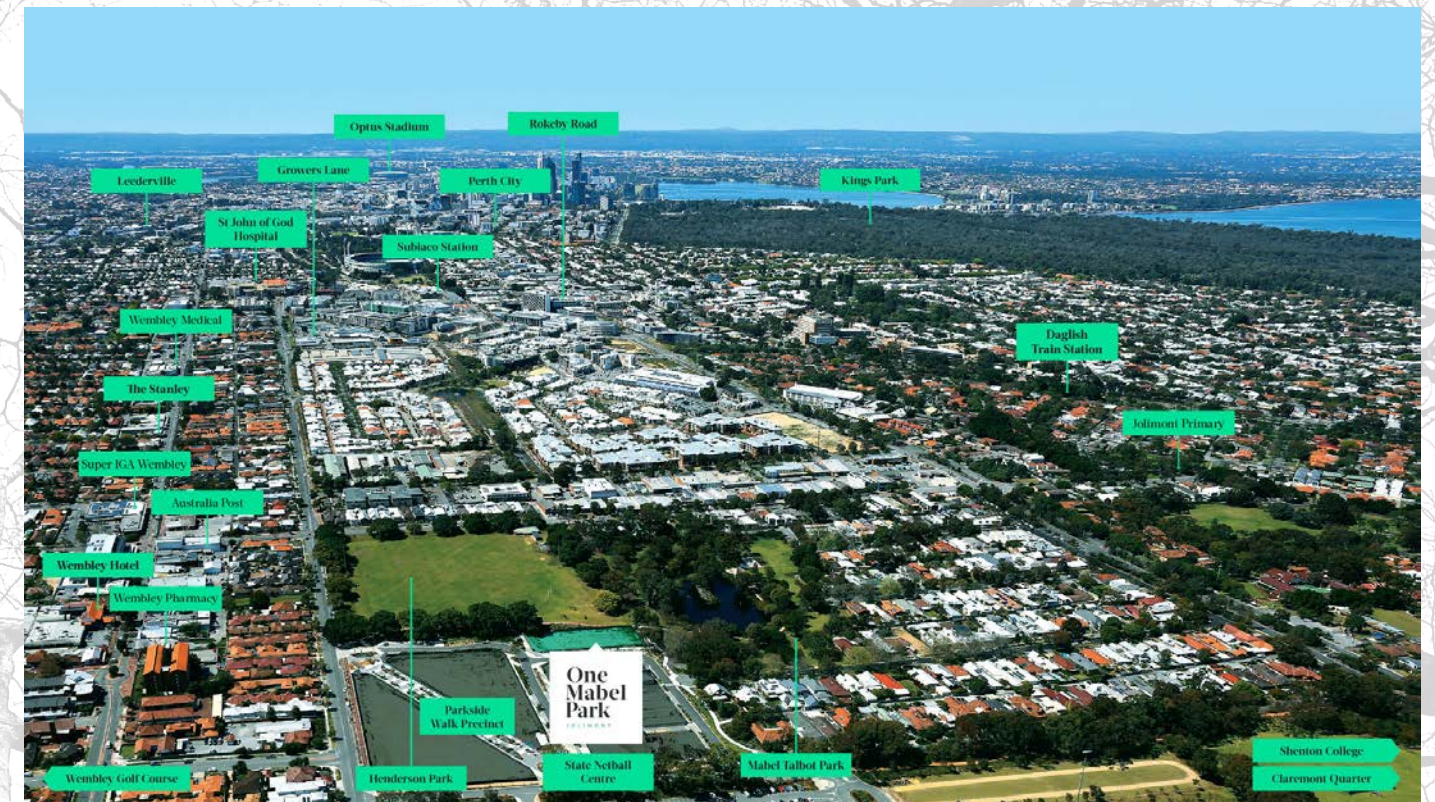 Optus Stadium
Rokeby Road
Growers Lane
Leederville
Perth City
Kings Park
St John of God
Hospital
Subiaco Station
Wembley Medical
Daglish
Train Station
The Stanley
Jolimont Primary
Super IGA Wembley
Australia Post
Wembley Hotel
Wembley Pharmacy
One
Mabel
Park
JOLIMONT
Parkside
Walk Precinct
Wembley Golf Course
Henderson Park
State Netball
Centre
Mabel Talbot Park
Shenton College
Claremont Quarter